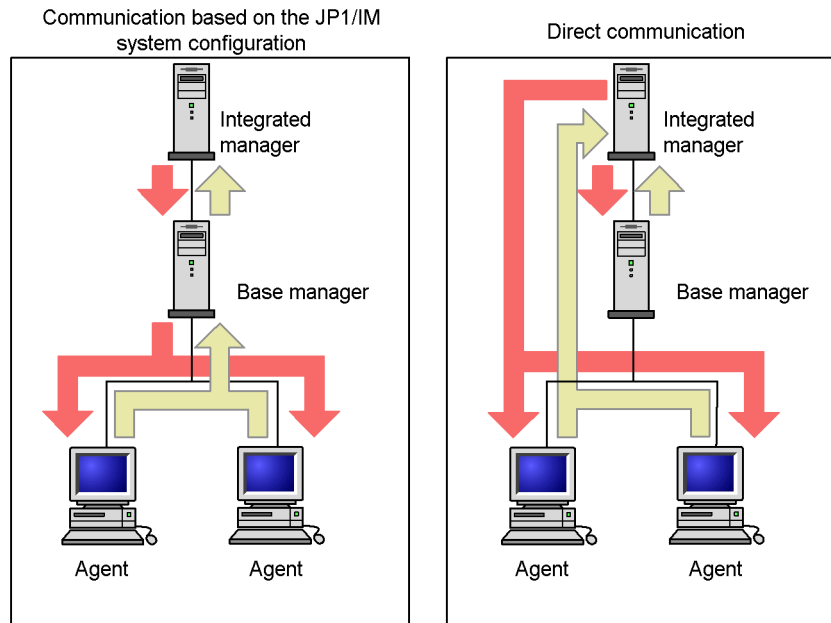 Communication based on the JP1/IM
system configuration
Integrated
manager
Base manager
Agent
Agent
Direct communication
Integrated
manager
Base manager
Agent
Agent